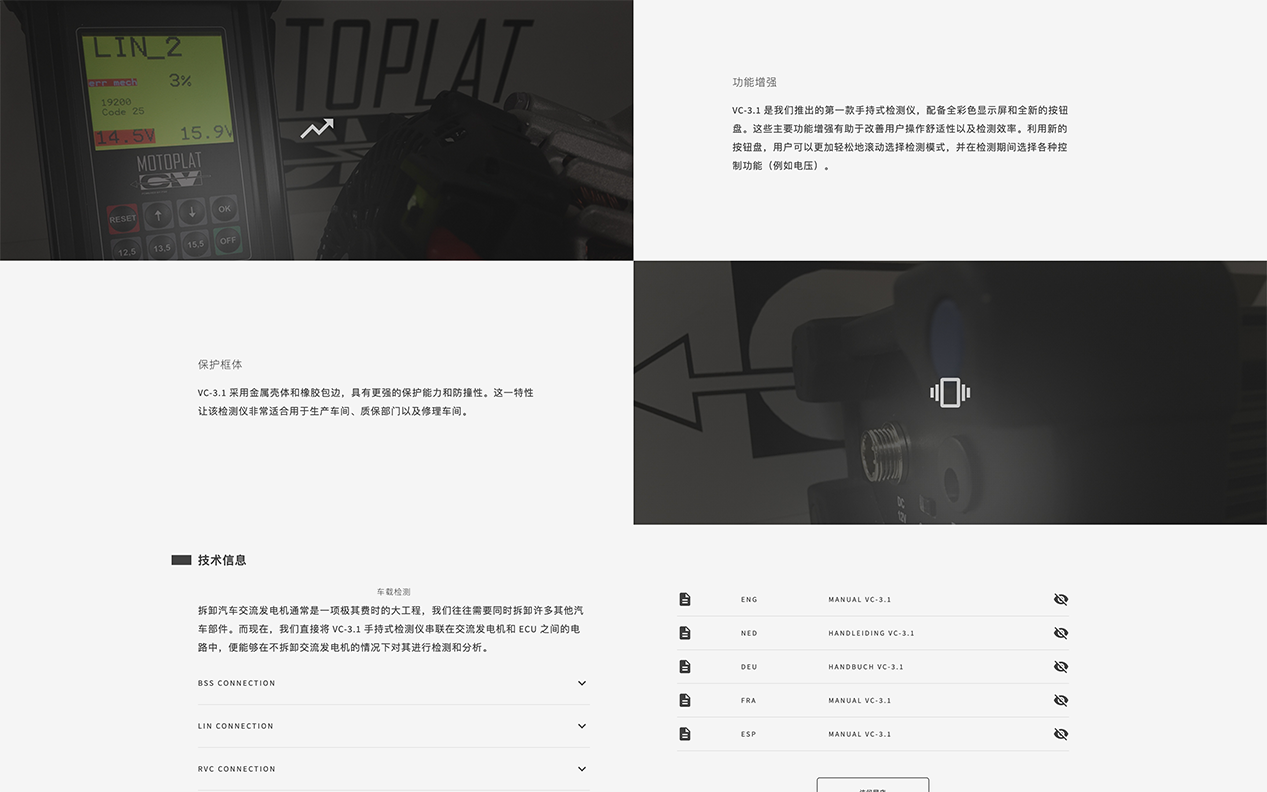 LIN_2
TOPLAT
err mech
3%
19200
Code 25
14.5V
15.9V
MOTOPLAT
CV
RESET
OK
12,5
13,5
15,5
OFF
功能增强
VC-3.1 是我们推出的第一款手持式检测仪，配备全彩色显示屏和全新的按钮
盘。这些主要功能增强有助于改善用户操作舒适性以及检测效率。利用新的
按钮盘，用户可以更加轻松地滚动选择检测模式，并在检测期间选择各种控
制功能（例如电压）。
保护框体
VC-3.1 采用金属壳体和橡胶包边，具有更强的保护能力和防撞性。这一特性
让该检测仪非常适合用于生产车间、质保部门以及修理车间。
DC
12V
技术信息
车载检测
拆卸汽车交流发电机通常是一项极其费时的大工程，我们往往需要同时拆卸许多其他汽
车部件。而现在，我们直接将 VC-3.1 手持式检测仪串联在交流发电机和 ECU 之间的电
路中，便能够在不拆卸交流发电机的情况下对其进行检测和分析。
BSS CONNECTION
LIN CONNECTION
RVC CONNECTION
ENG MANUAL VC-3.1
NED HANDLEIDING VC-3.1
DEU HANDBUCH VC-3.1
FRA MANUAL VC-3.1
ESP MANUAL VC-3.1